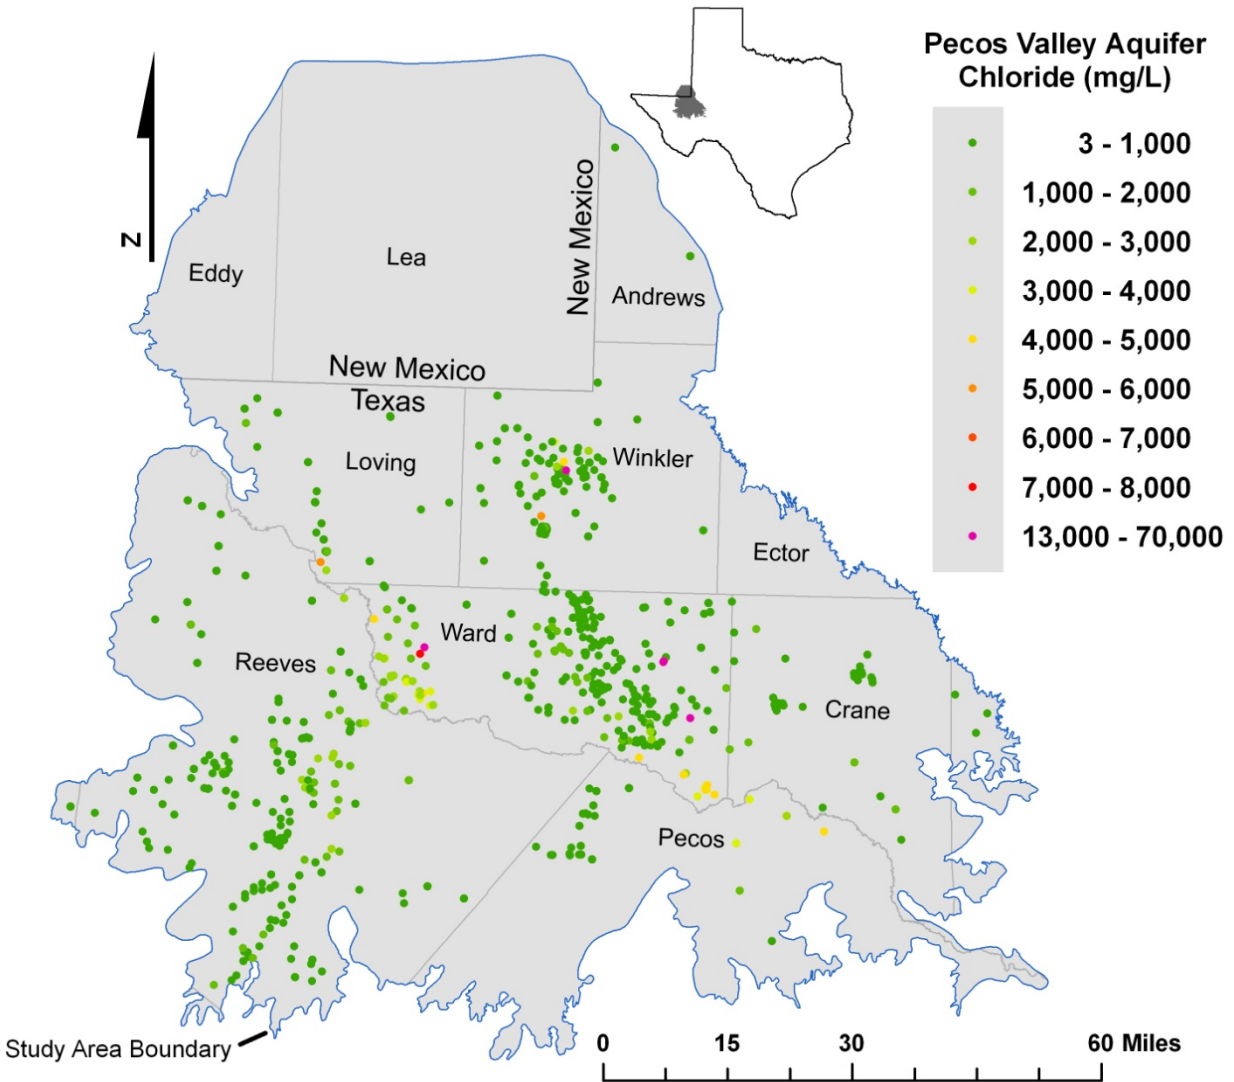 Pecos Valley Aquifer
Chloride (mg/L)
3 - 1,000
1,000 - 2,000
2,000 - 3,000
3,000 - 4,000
4,000 - 5,000
5,000 - 6,000
6,000 - 7,000
7,000 - 8,000
13,000 - 70,000
N
New Mexico
Eddy
Lea
Andrews
New Mexico
Texas
Loving
Winkler
Ector
Ward
Reeves
Crane
Pecos
Study Area Boundary
0 15 30 60 Miles